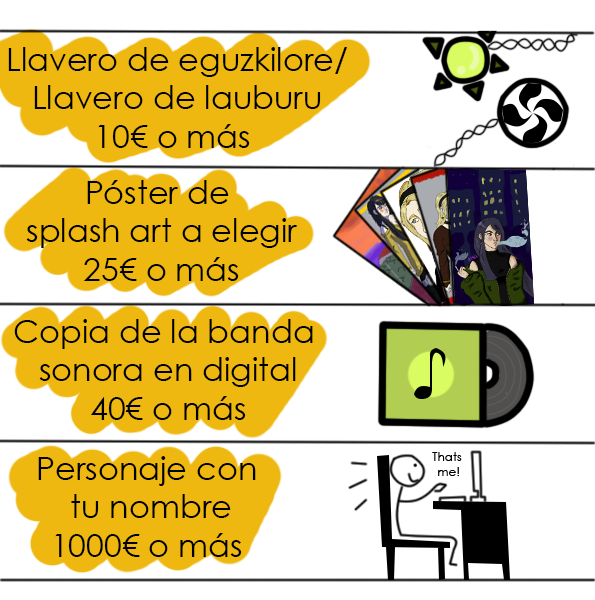 Llavero de eguzkilore/
Llavero de lauburu
10€ o más
Póster de
splash art a elegir
25€ o más
Copia de la banda
sonora en digital
40€ o más
Personaje con
tu nombre
1000€ o más
Thats
me!